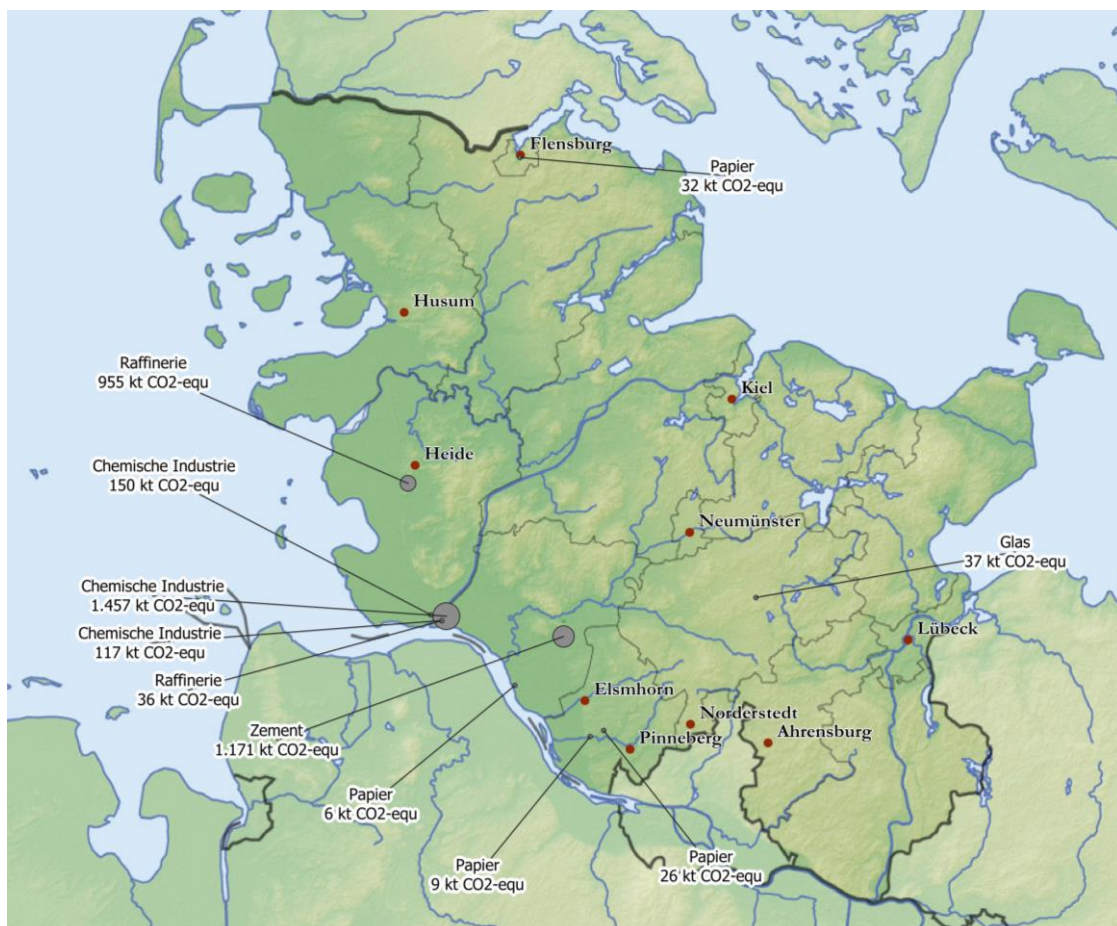 Flensburg
Papier
32 kt CO2-equ
Husum
Raffinerie
955 kt CO2-equ
Kiel
Heide
Chemische Industrie
150 kt CO2-equ
Neumünster
Glas
37 kt CO2-equ
Chemische Industrie
1.457 kt CO2-equ
Chemische Industrie
117 kt CO2-equ
Lübeck
Raffinerie
36 kt CO2-equ
Elsmhorn
Norderstedt
Zement
1.171 kt CO2-equ
Pinneberg
Ahrensburg
Papier
6 kt CO2-equ
Papier
9 kt CO2-equ
Papier
26 kt CO2-equ